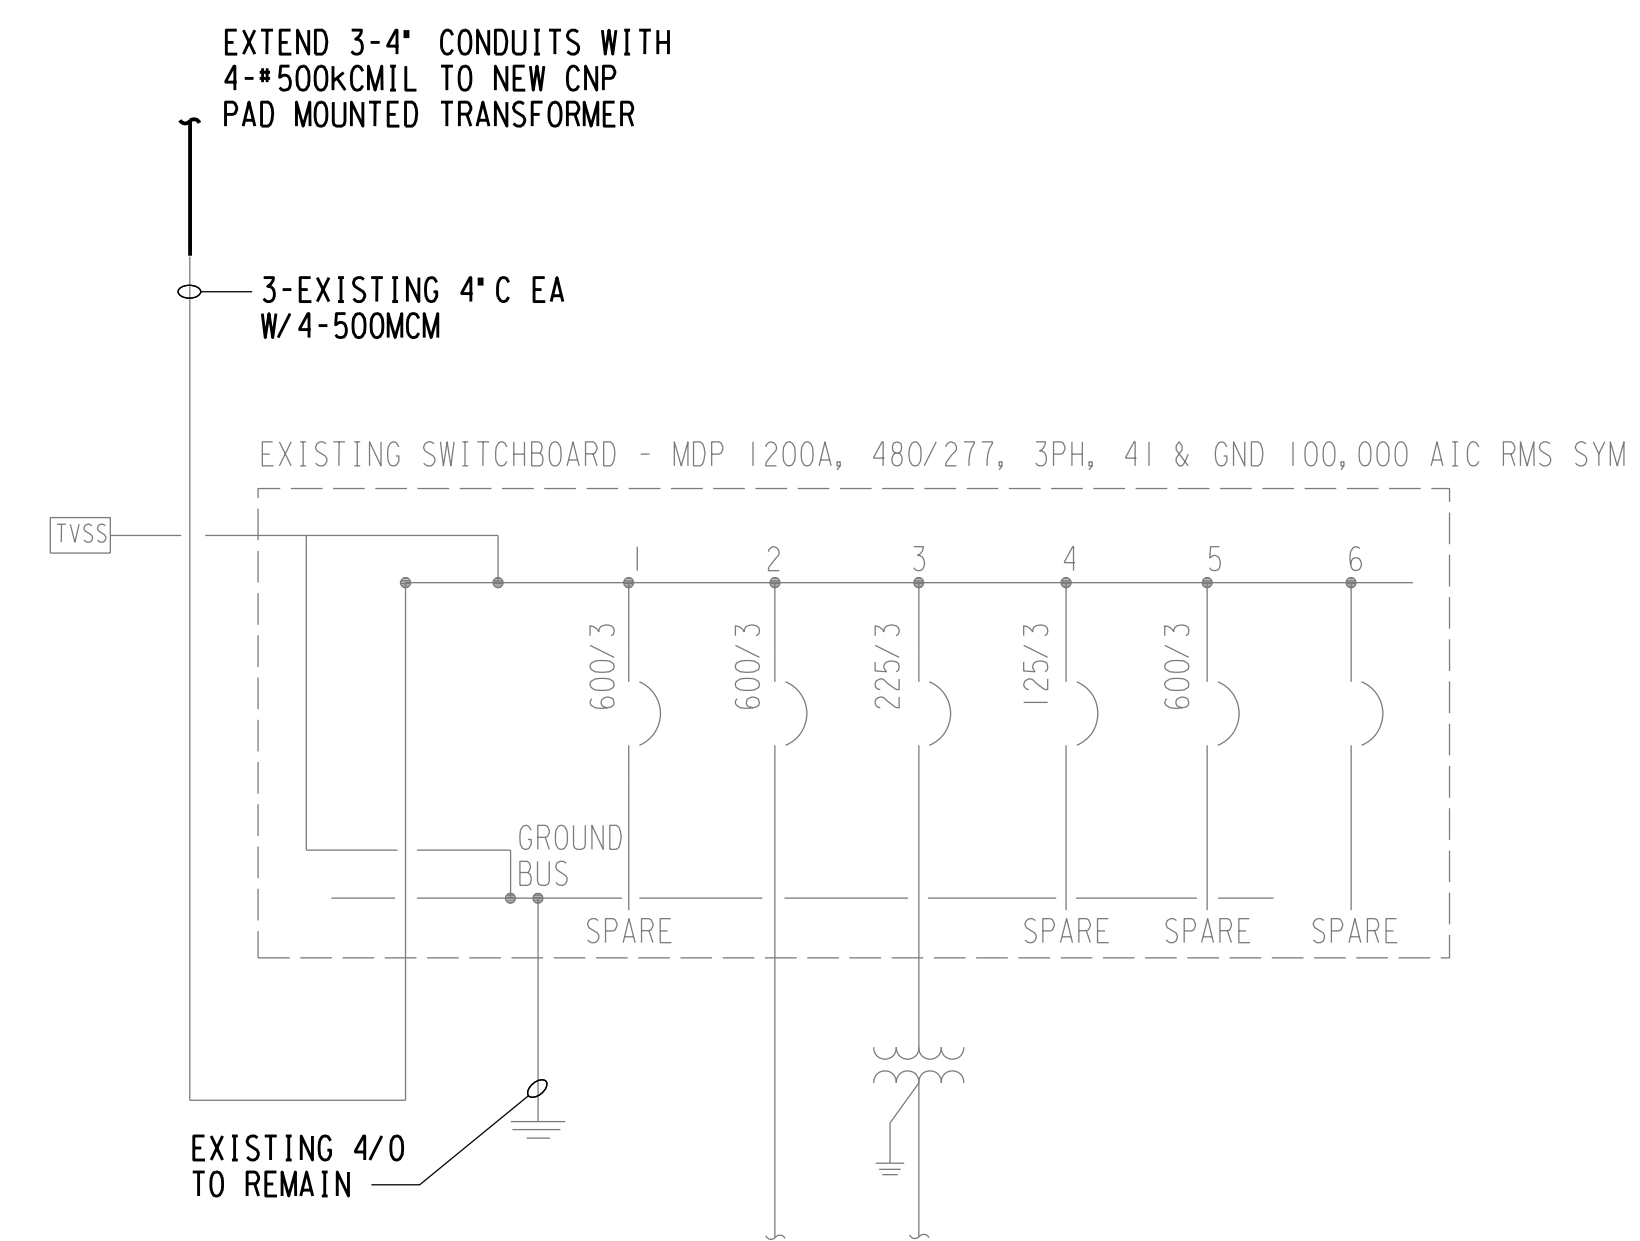 EXTEND 3-4" CONDUITS WITH
4-#500kCMIL TO NEW CNP
PAD MOUNTED TRANSFORMER
3-EXISTING 4"C EA
W/4-500MCM
EXISTING SWITCHBOARD - MDP 1200A, 480/277, 3PH, 41 & GND 100,000 AIC RMS SYM
TVSS
1 2 3 4 5 6
600/3 600/3 225/3 125/3 600/3
GROUND
BUS
SPARE SPARE SPARE SPARE
EXISTING 4/0
TO REMAIN